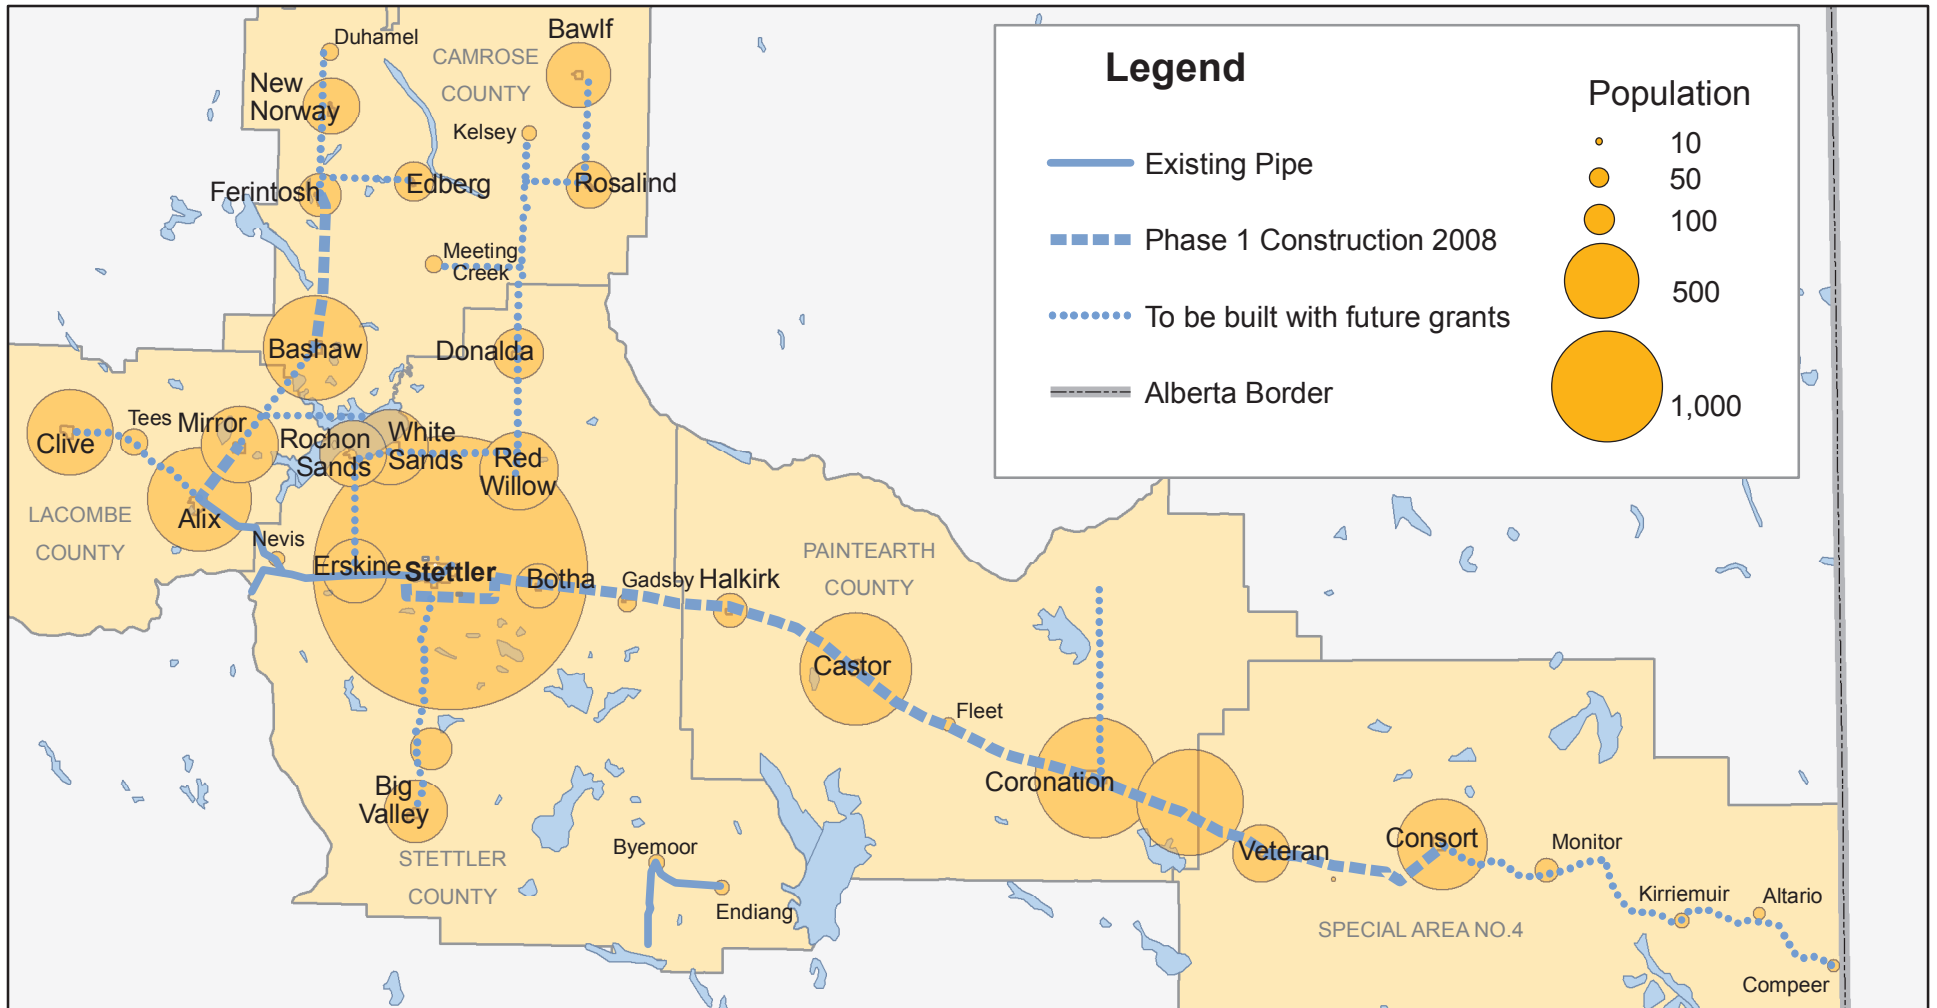 Duhamel
Bawlf
CAMROSE
COUNTY
New
Norway
Kelsey
Ferintosh
Edberg
Rosalind
Meeting
Creek
Bashaw
Donalda
Clive
Tees
Mirror
Rochon
Sands
White
Sands
Red
Willow
Alix
LACOMBE
COUNTY
Nevis
Erskine
Stettler
Botha
Gadsby
Halkirk
PAINTEARTH
COUNTY
Castor
Fleet
Coronation
Big
Valley
STETTLER
COUNTY
Byemoor
Endiang
Veteran
Consort
Monitor
Kirriemuir
Altario
Compeer
SPECIAL AREA NO.4
Legend
Existing Pipe
Phase 1 Construction 2008
To be built with future grants
Alberta Border
Population
10
50
100
500
1,000